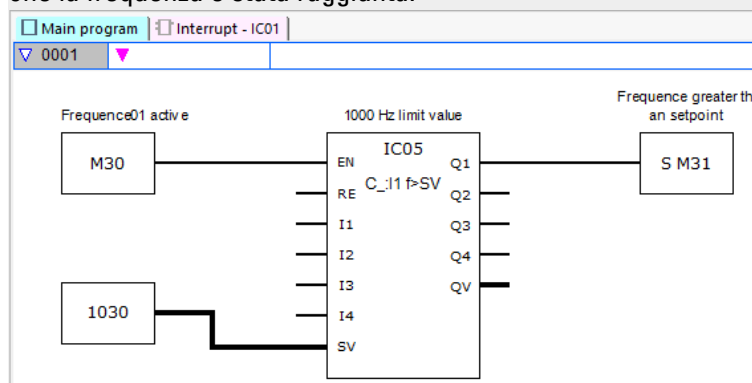 che la frequenza è stata raggiunta.
Main program Interrupt - IC01
0001
Frequence01 active
1000 Hz limit value
Frequence greater th
an setpoint
M30
IC05
C_:I1 f>SV
EN
RE
I1
I2
I3
I4
SV
Q1
Q2
Q3
Q4
QV
S M31
1030